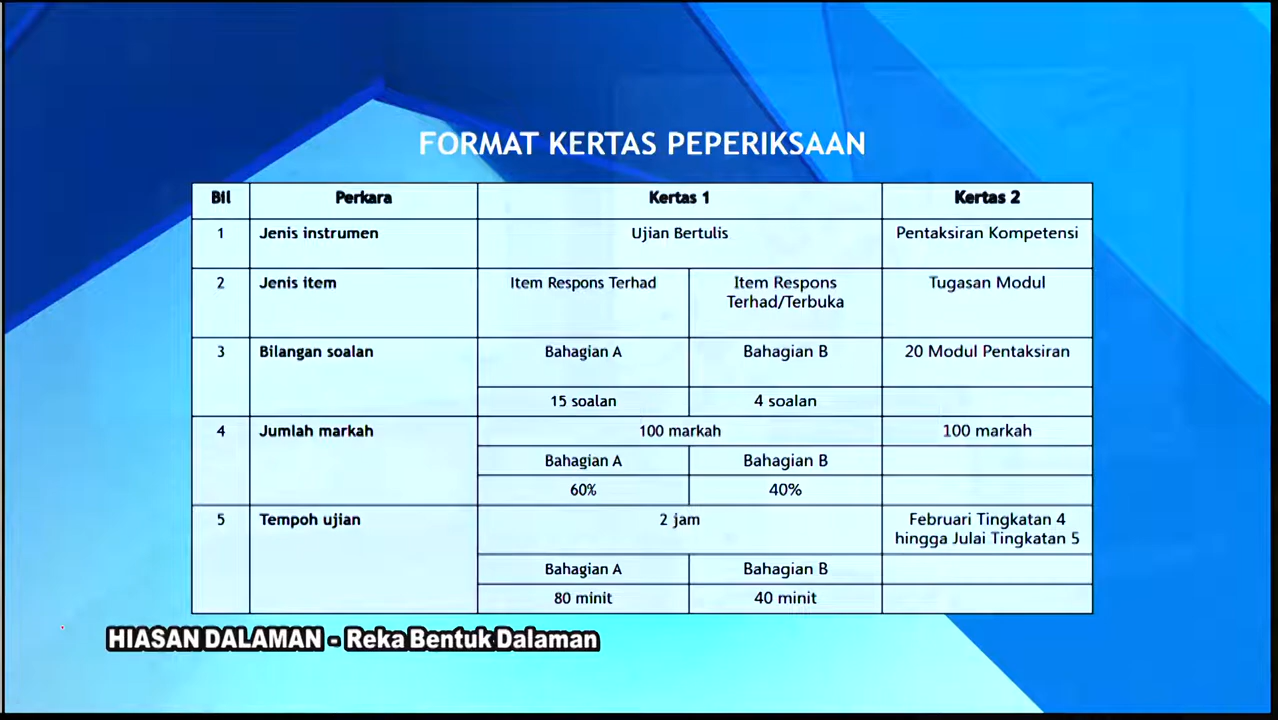 FORMAT KERTAS PEPERIKSAAN
Bil Perkara Kertas 1 Kertas 2
1 Jenis instrumen Ujian Bertulis Pentaksiran Kompetensi
2 Jenis item Item Respons Terhad Item Respons Tugasan Modul
Terhad/Terbuka
3 Bilangan soalan Bahagian A Bahagian B 20 Modul Pentaksiran
15 soalan 4 soalan
4 Jumlah markah 100 markah 100 markah
Bahagian A Bahagian B
60% 40%
5 Tempoh ujian 2 jam Februari Tingkatan 4
hingga Julai Tingkatan 5
Bahagian A Bahagian B
80 minit 40 minit
HIASAN DALAMAN - Reka Bentuk Dalaman